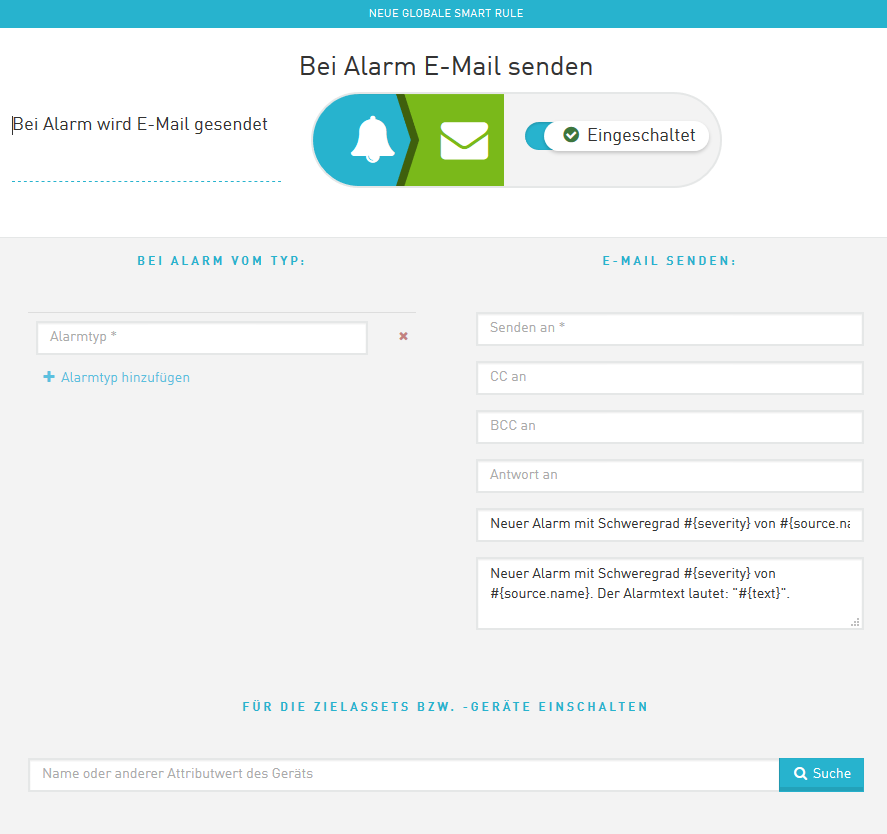 NEUE GLOBALE SMART RULE
Bei Alarm E-Mail senden
Bei Alarm wird E-Mail gesendet
Eingeschaltet
BEI ALARM VOM TYP:
Alarmtyp *
Alarmtyp hinzufügen
E-MAIL SENDEN:
Senden an *
CC an
BCC an
Antwort an
Neuer Alarm mit Schweregrad #{severity} von #{source.na
Neuer Alarm mit Schweregrad #{severity} von
#{source.name}. Der Alarmtext lautet: "#{text}".
FÜR DIE ZIELASSETS BZW. -GERÄTE EINSCHALTEN
Name oder anderer Attributwert des Geräts
Suche